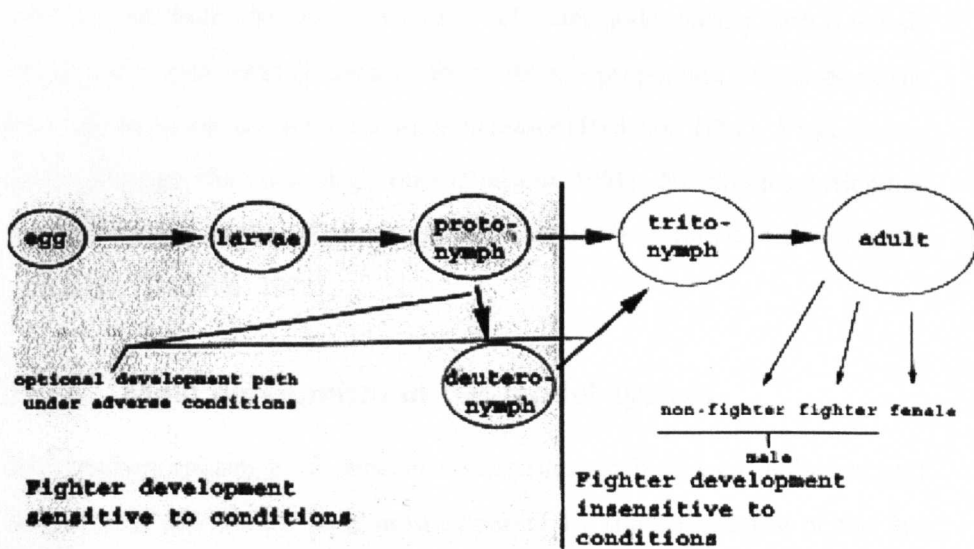 egg
larvae
proto-
nymph
trito-
nymph
adult
optional development path
under adverse conditions
deutero-
nymph
non-fighter fighter female
male
Fighter development
sensitive to conditions
Fighter development
insensitive to
conditions